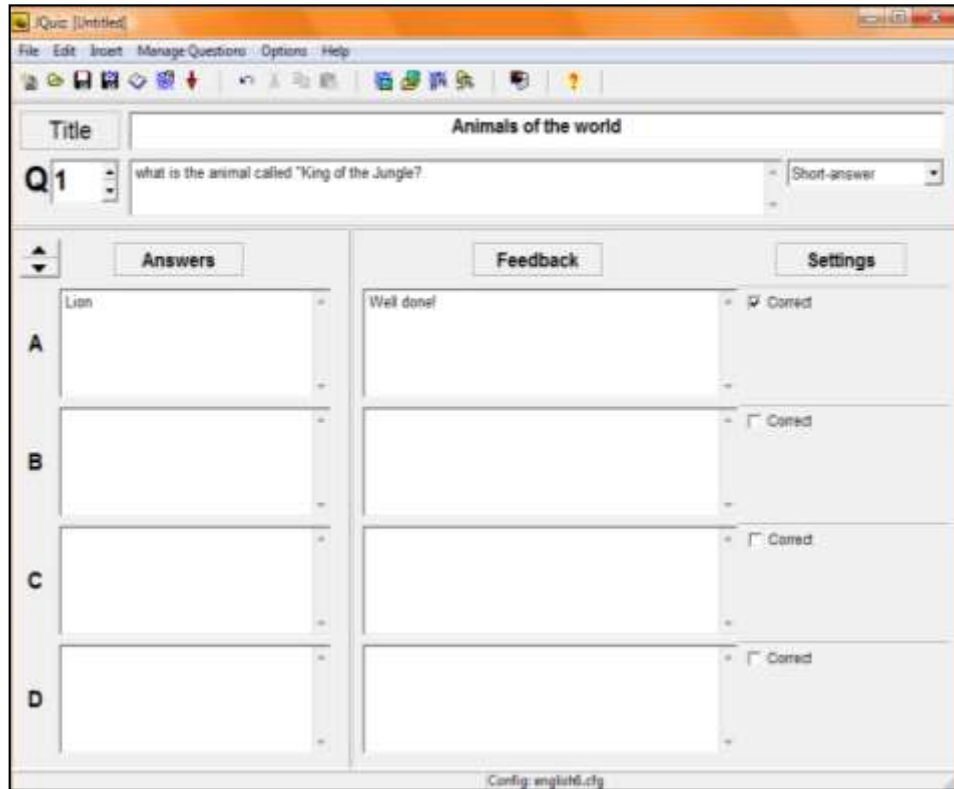 JQuiz: [Untitled]
File Edit Insert Manage Questions Options Help
Title
Animals of the world
Q 1
what is the animal called "King of the Jungle?
Short-answer
Answers
Feedback
Settings
A
Lion
Well done!
Correct
B
Correct
C
Correct
D
Correct
Config: english6.cfg